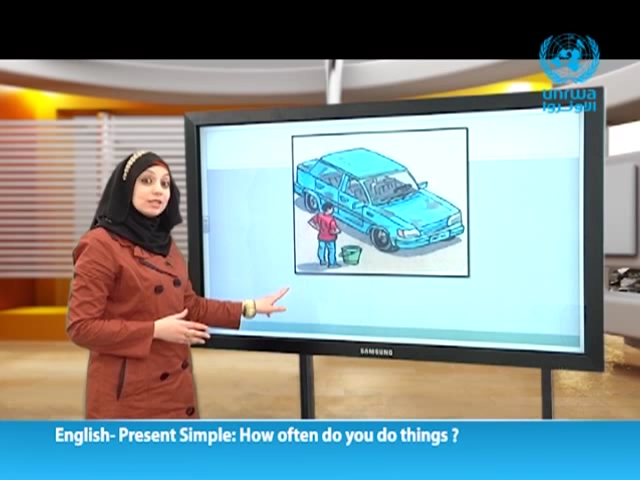 unrwa
الأونروا
SAMSUNG
English- Present Simple: How often do you do things ?